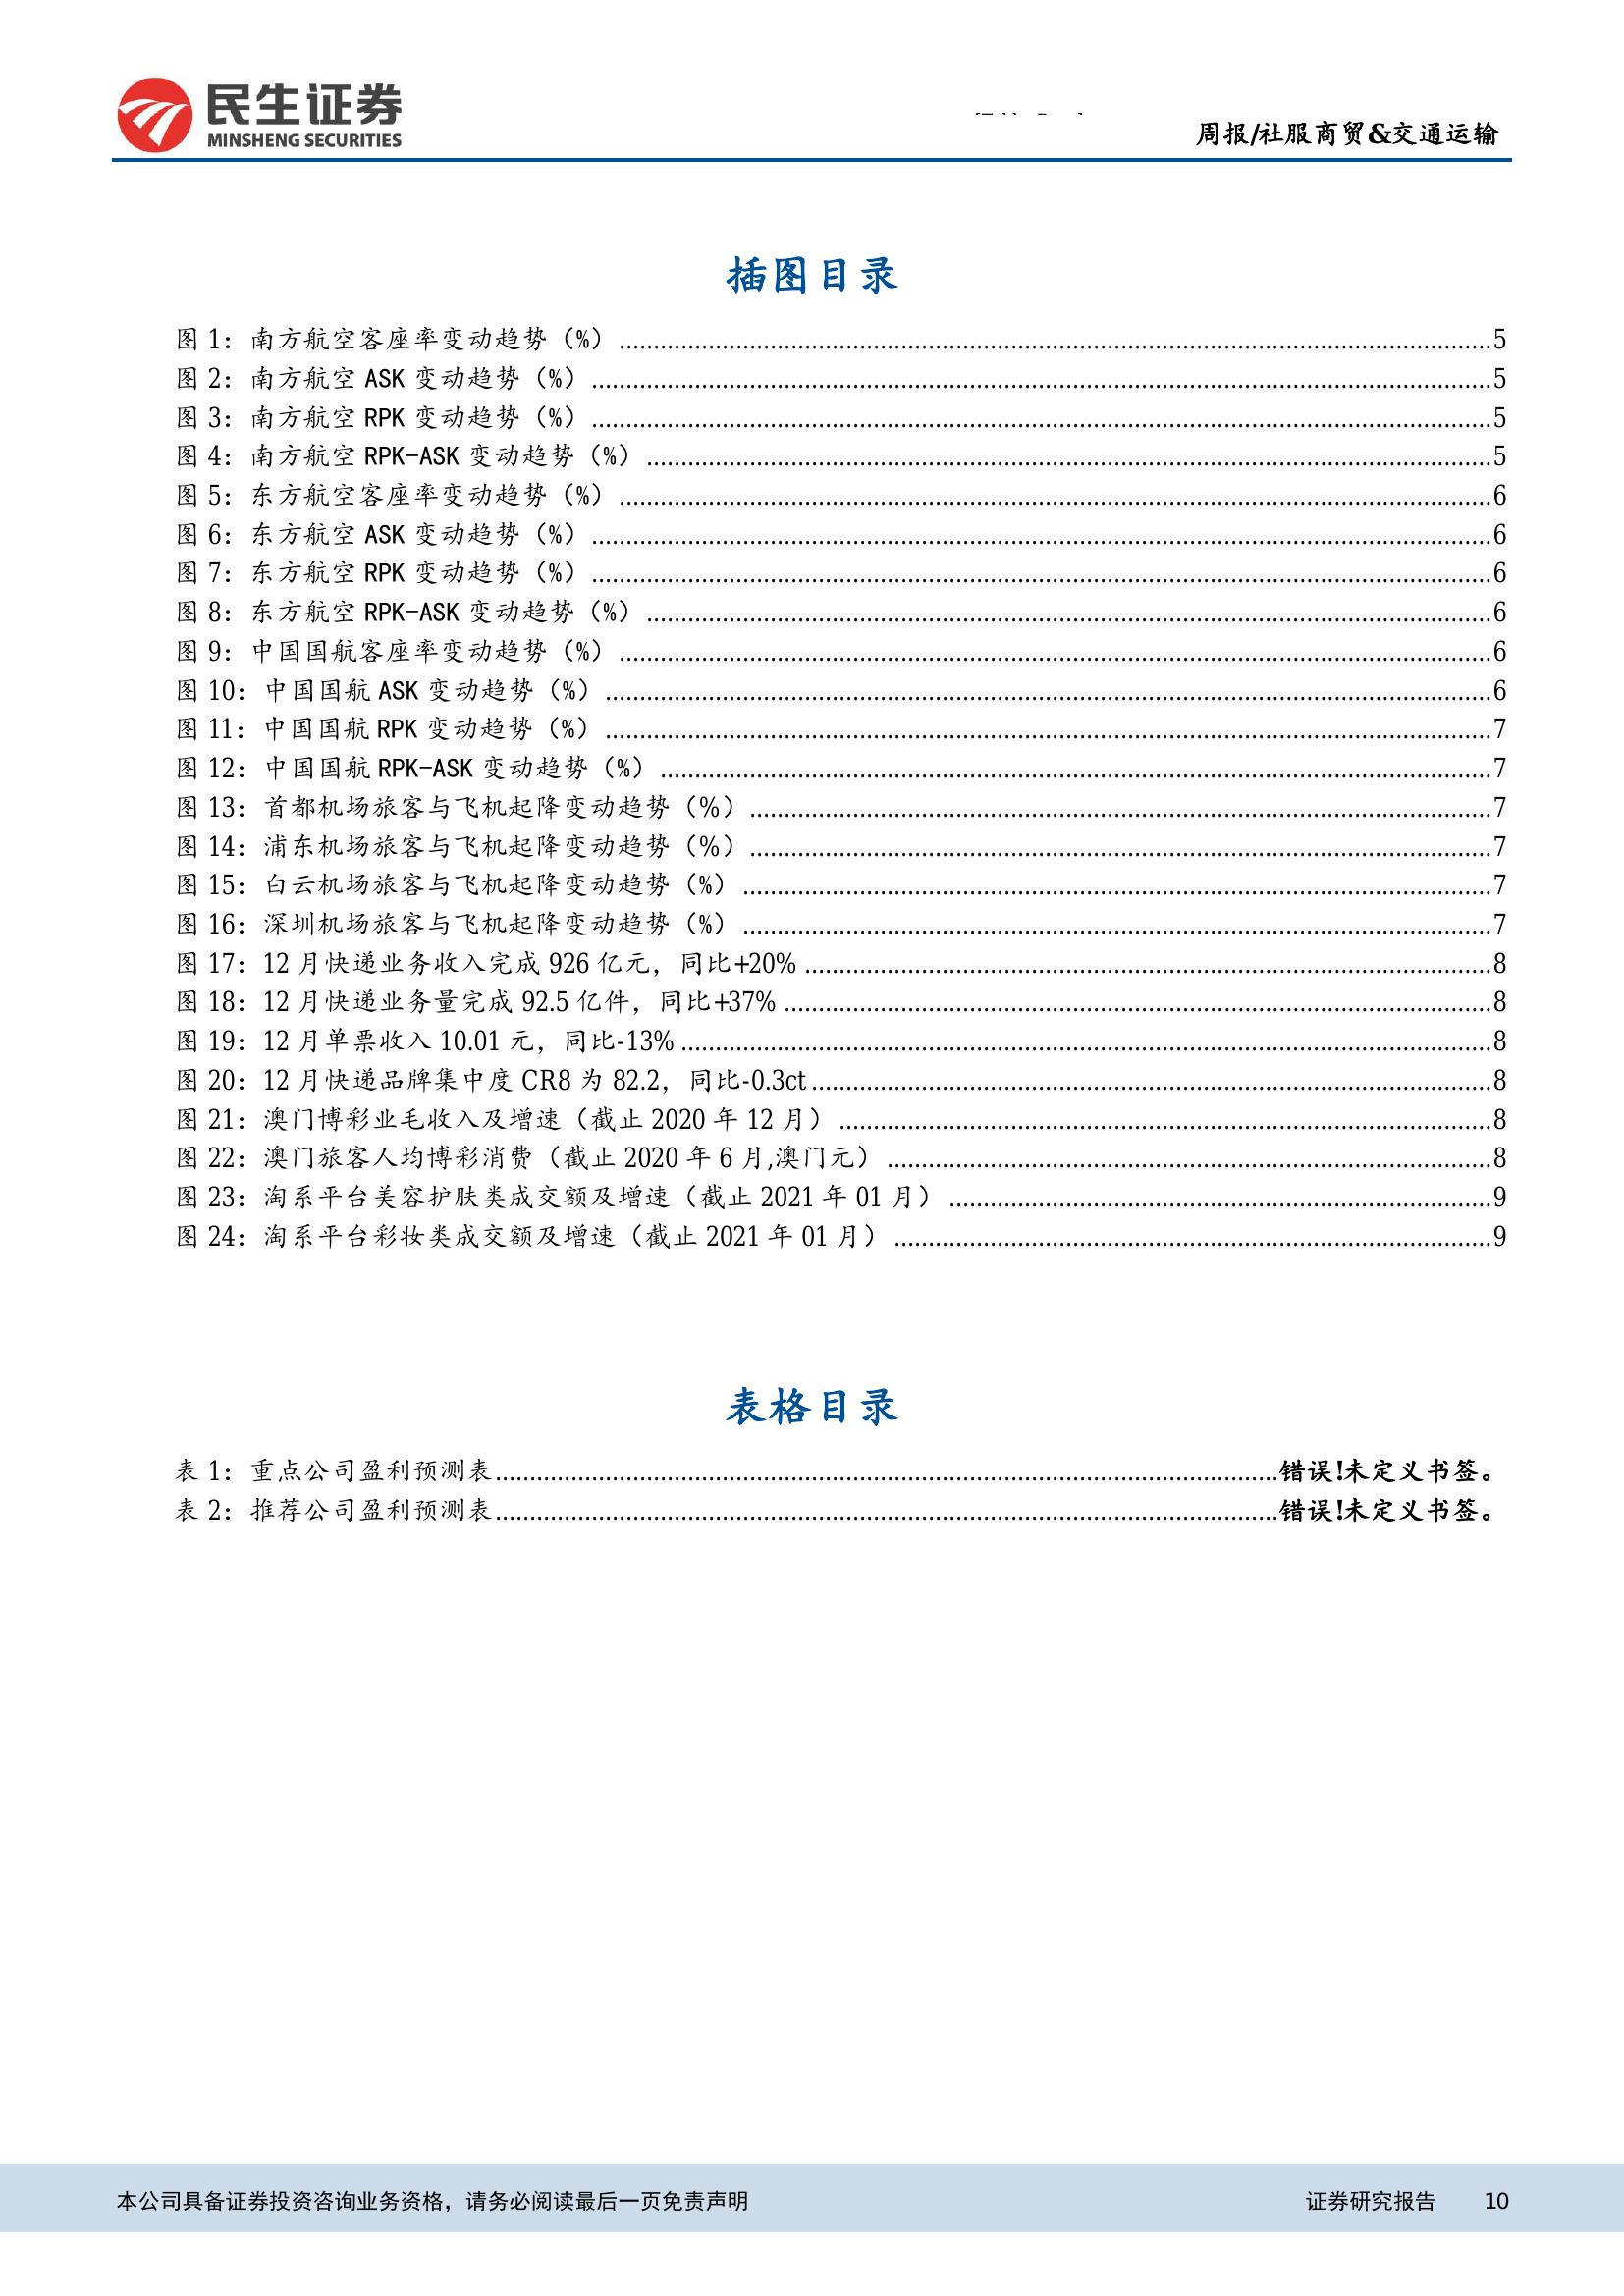 民生证券
MINSHENG SECURITIES
周报/社服商贸&交通运输
插图目录
图 1：南方航空客座率变动趋势（%）5
图 2：南方航空 ASK 变动趋势（%）5
图 3：南方航空 RPK 变动趋势（%）5
图 4：南方航空 RPK-ASK 变动趋势（%）5
图 5：东方航空客座率变动趋势（%）6
图 6：东方航空 ASK 变动趋势（%）6
图 7：东方航空 RPK 变动趋势（%）6
图 8：东方航空 RPK-ASK 变动趋势（%）6
图 9：中国国航客座率变动趋势（%）6
图 10：中国国航 ASK 变动趋势（%）6
图 11：中国国航 RPK 变动趋势（%）7
图 12：中国国航 RPK-ASK 变动趋势（%）7
图 13：首都机场旅客与飞机起降变动趋势（%）7
图 14：浦东机场旅客与飞机起降变动趋势（%）7
图 15：白云机场旅客与飞机起降变动趋势（%）7
图 16：深圳机场旅客与飞机起降变动趋势（%）7
图 17：12 月快递业务收入完成 926 亿元，同比+20%8
图 18：12 月快递业务量完成 92.5 亿件，同比+37%8
图 19：12 月单票收入 10.01 元，同比-13%8
图 20：12 月快递品牌集中度 CR8 为 82.2，同比-0.3ct8
图 21：澳门博彩业毛收入及增速（截止 2020 年 12 月）8
图 22：澳门旅客人均博彩消费（截止 2020 年 6 月,澳门元）8
图 23：淘系平台美容护肤类成交额及增速（截止 2021 年 01 月）9
图 24：淘系平台彩妆类成交额及增速（截止 2021 年 01 月）9
表格目录
表 1：重点公司盈利预测表错误!未定义书签。
表 2：推荐公司盈利预测表错误!未定义书签。
本公司具备证券投资咨询业务资格，请务必阅读最后一页免责声明 证券研究报告 10